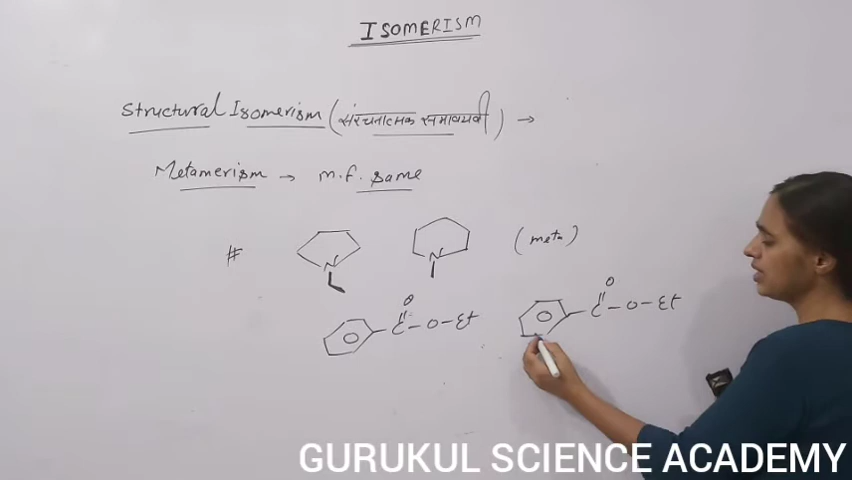 ISOMERISM
Structural Isomerism (संरचनात्मक समावयवी) →
Metamerism → m.f. same
# N N (meta)
O O
C - O - Et C - O - Et
GURUKUL SCIENCE ACADEMY